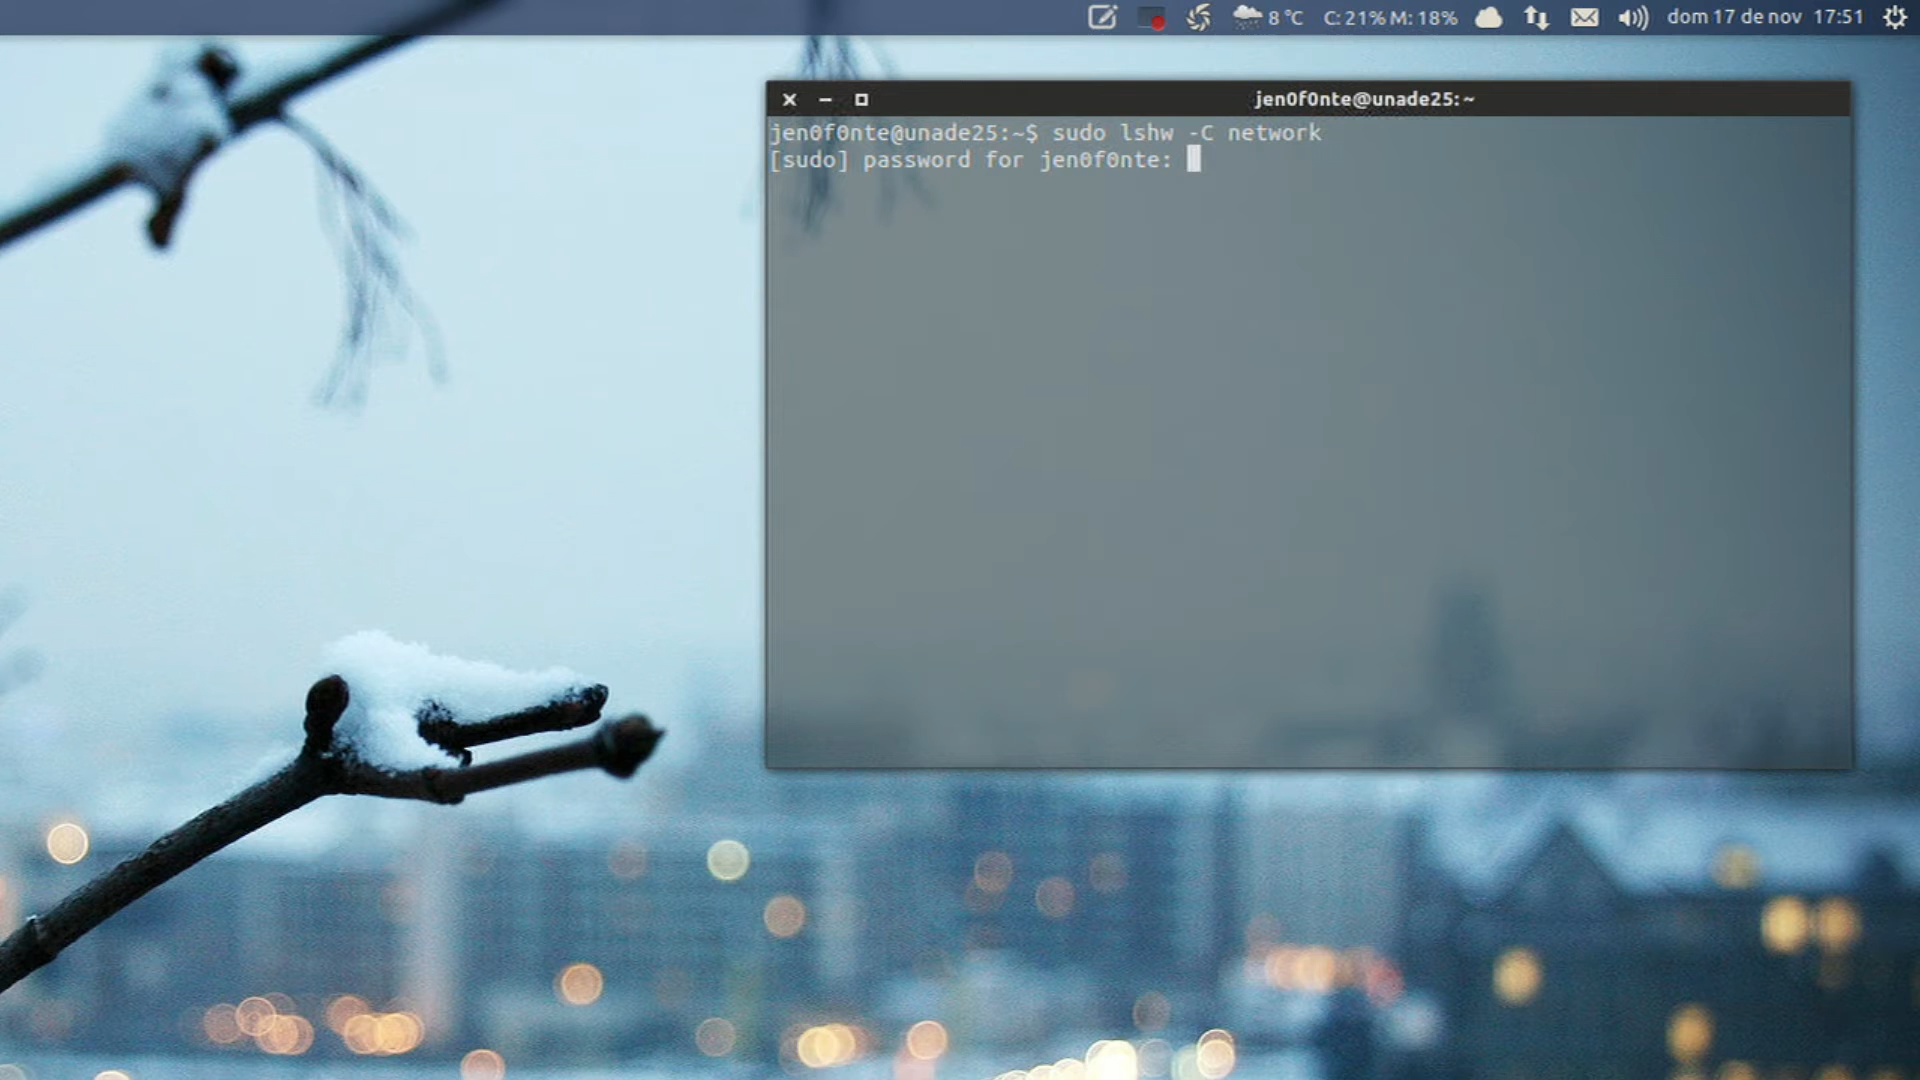 8 °C C: 21% M: 18% dom 17 de nov 17:51
jen0f0nte@unade25: ~
jen0f0nte@unade25:~$ sudo lshw -C network
[sudo] password for jen0f0nte: